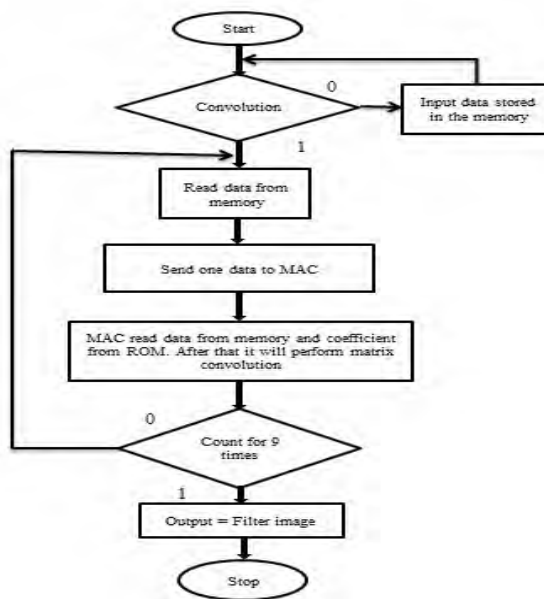 Start
0
Convolution
Input data stored
in the memory
1
Read data from
memory
Send one data to MAC
MAC read data from memory and coefficient
from ROM. After that it will perform matrix
convolution
0
Count for 9
times
1
Output = Filter image
Stop